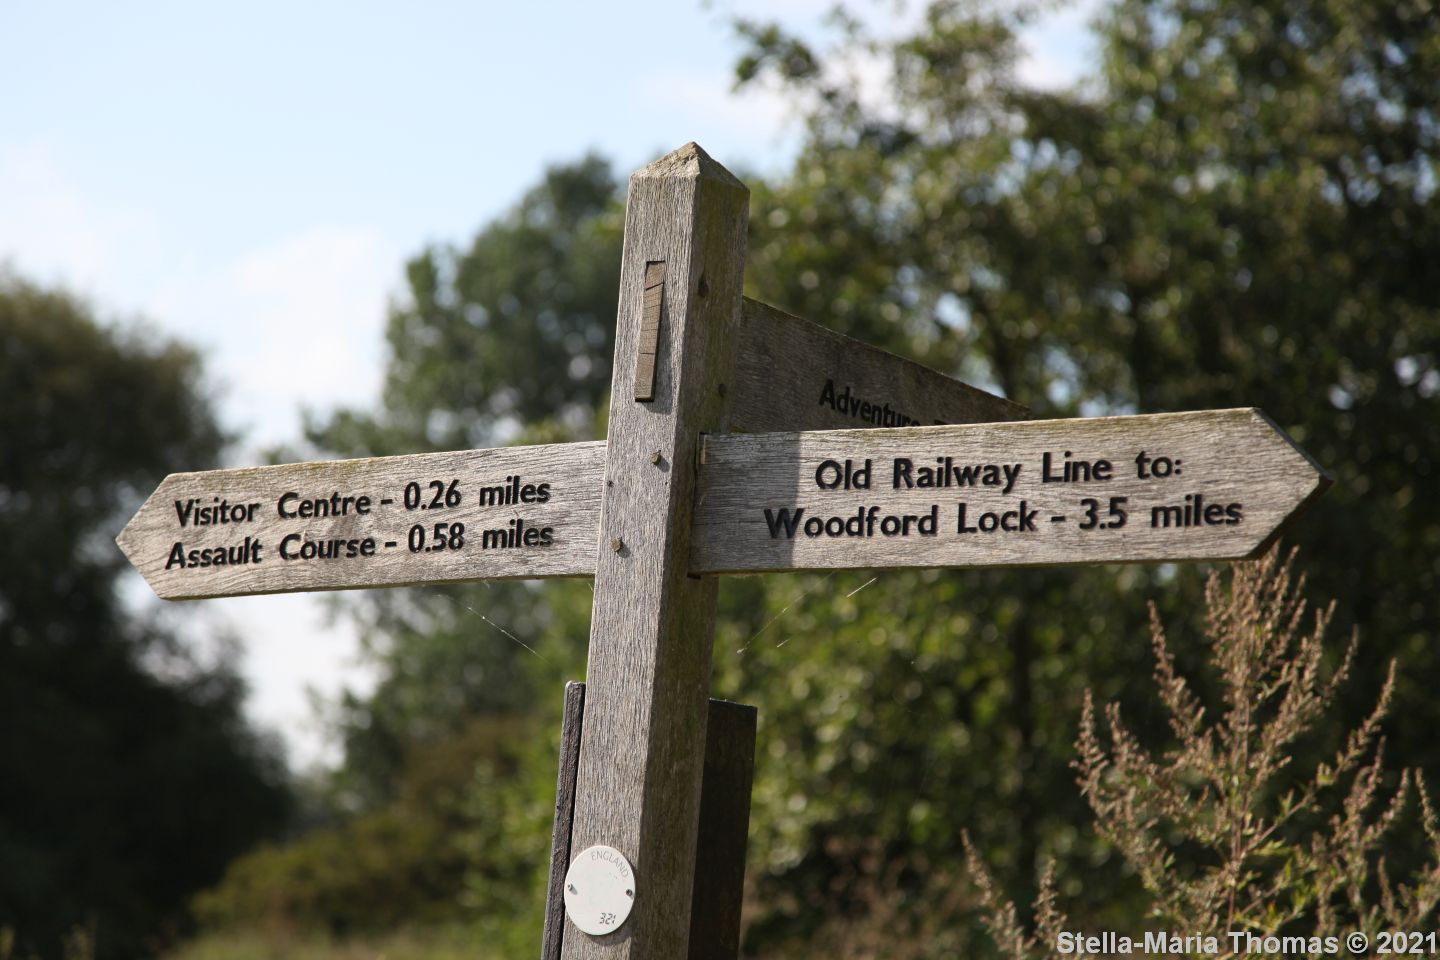 Adventure
Visitor Centre - 0.26 miles
Assault Course - 0.58 miles
Old Railway Line to:
Woodford Lock - 3.5 miles
ENGLAND
321
Stella-Maria Thomas © 2021